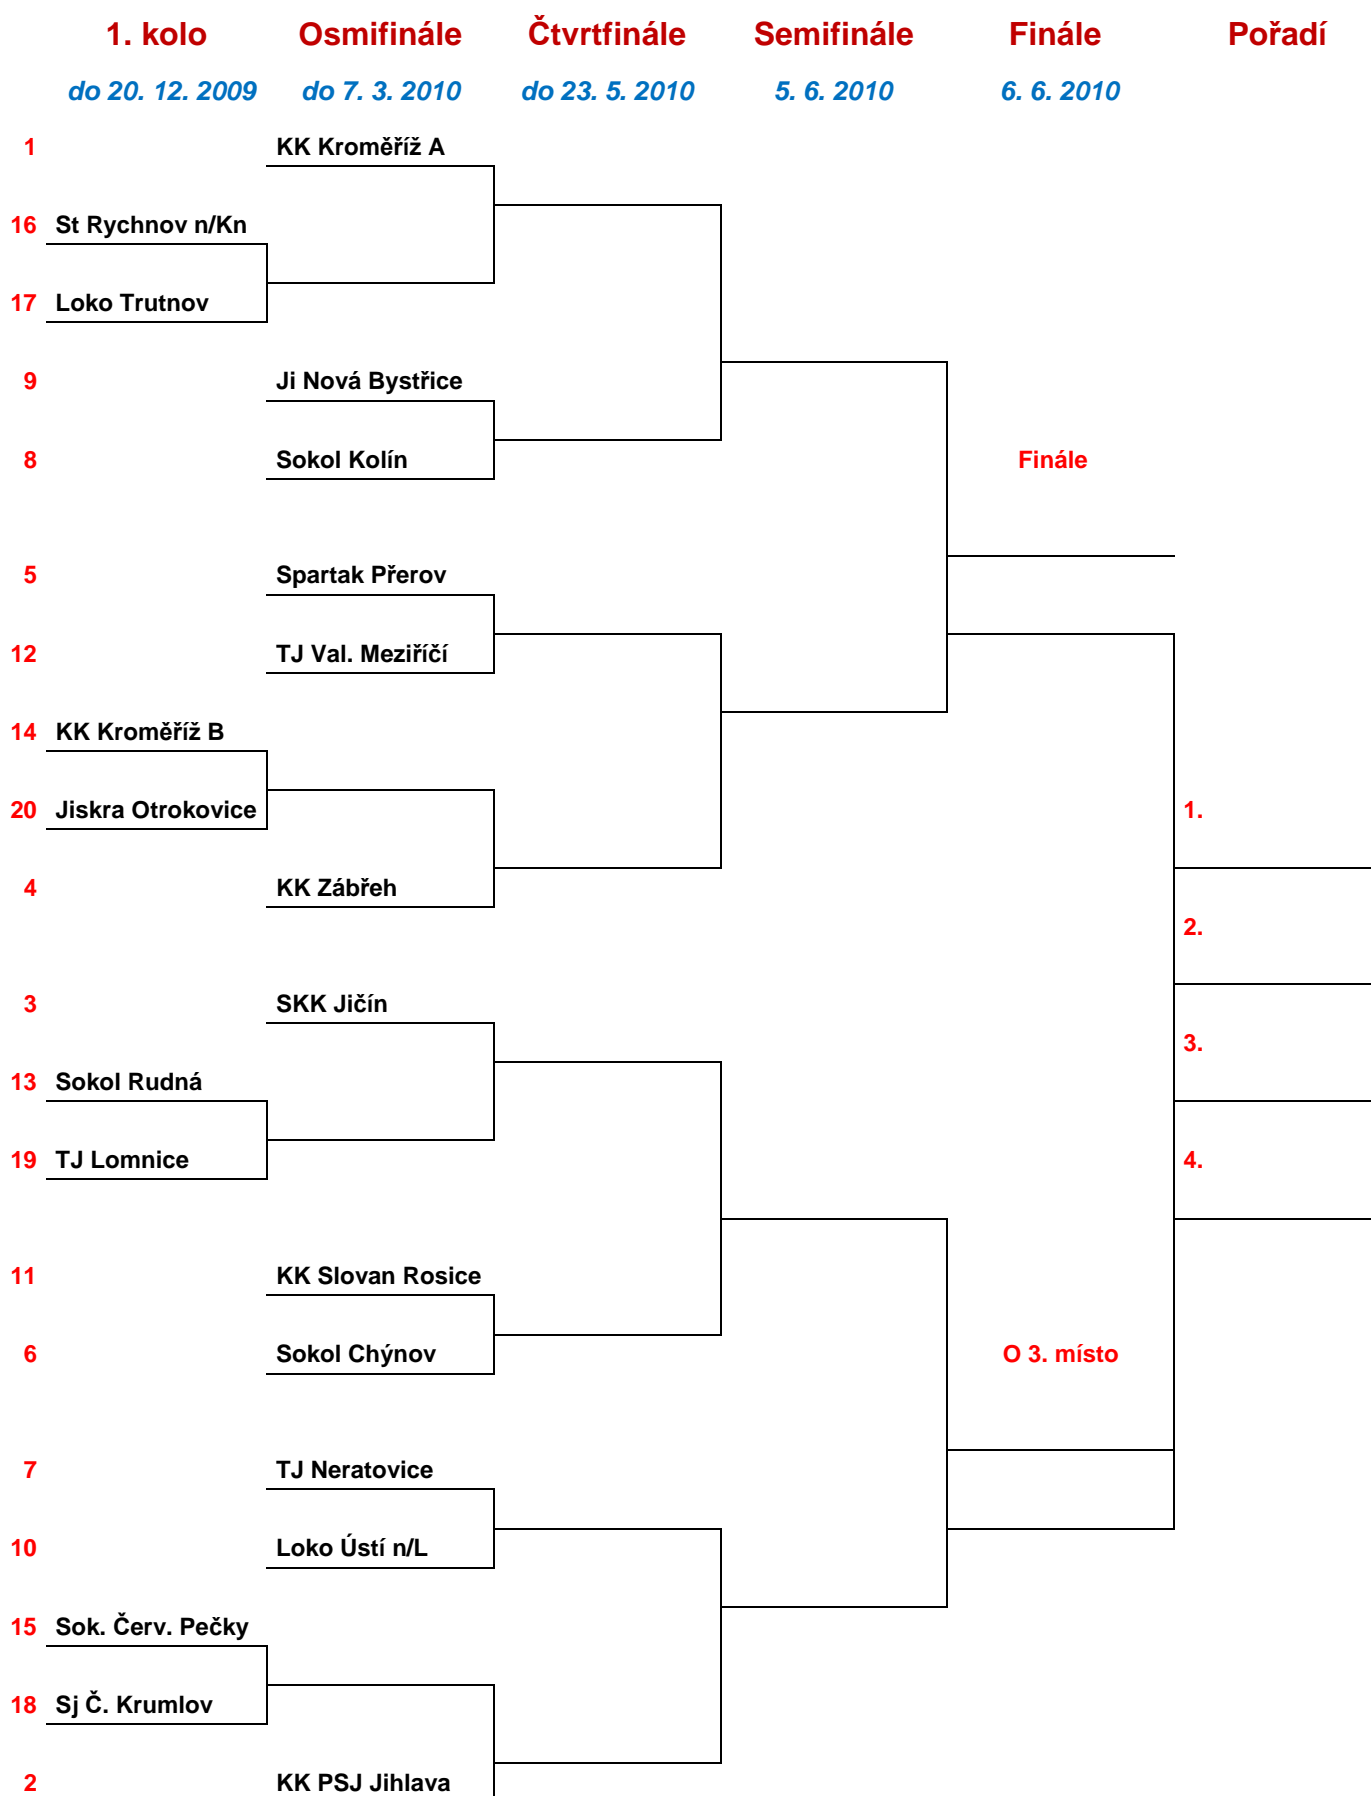 1. kolo Osmifinále Čtvrtfinále Semifinále Finále Pořadí
do 20. 12. 2009 do 7. 3. 2010 do 23. 5. 2010 5. 6. 2010 6. 6. 2010
1 KK Kroměříž A
16 St Rychnov n/Kn
17 Loko Trutnov
9 Ji Nová Bystřice
8 Sokol Kolín Finále
5 Spartak Přerov
12 TJ Val. Meziříčí
14 KK Kroměříž B
20 Jiskra Otrokovice 1.
4 KK Zábřeh
2.
3 SKK Jičín
3.
13 Sokol Rudná
19 TJ Lomnice 4.
11 KK Slovan Rosice
6 Sokol Chýnov O 3. místo
7 TJ Neratovice
10 Loko Ústí n/L
15 Sok. Červ. Pečky
18 Sj Č. Krumlov
2 KK PSJ Jihlava